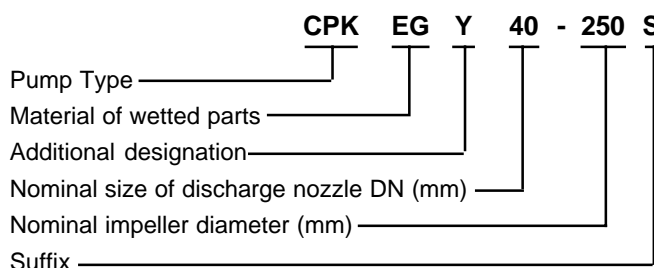 CPK EG Y 40 - 250 S
Pump Type
Material of wetted parts
Additional designation
Nominal size of discharge nozzle DN (mm)
Nominal impeller diameter (mm)
Suffix